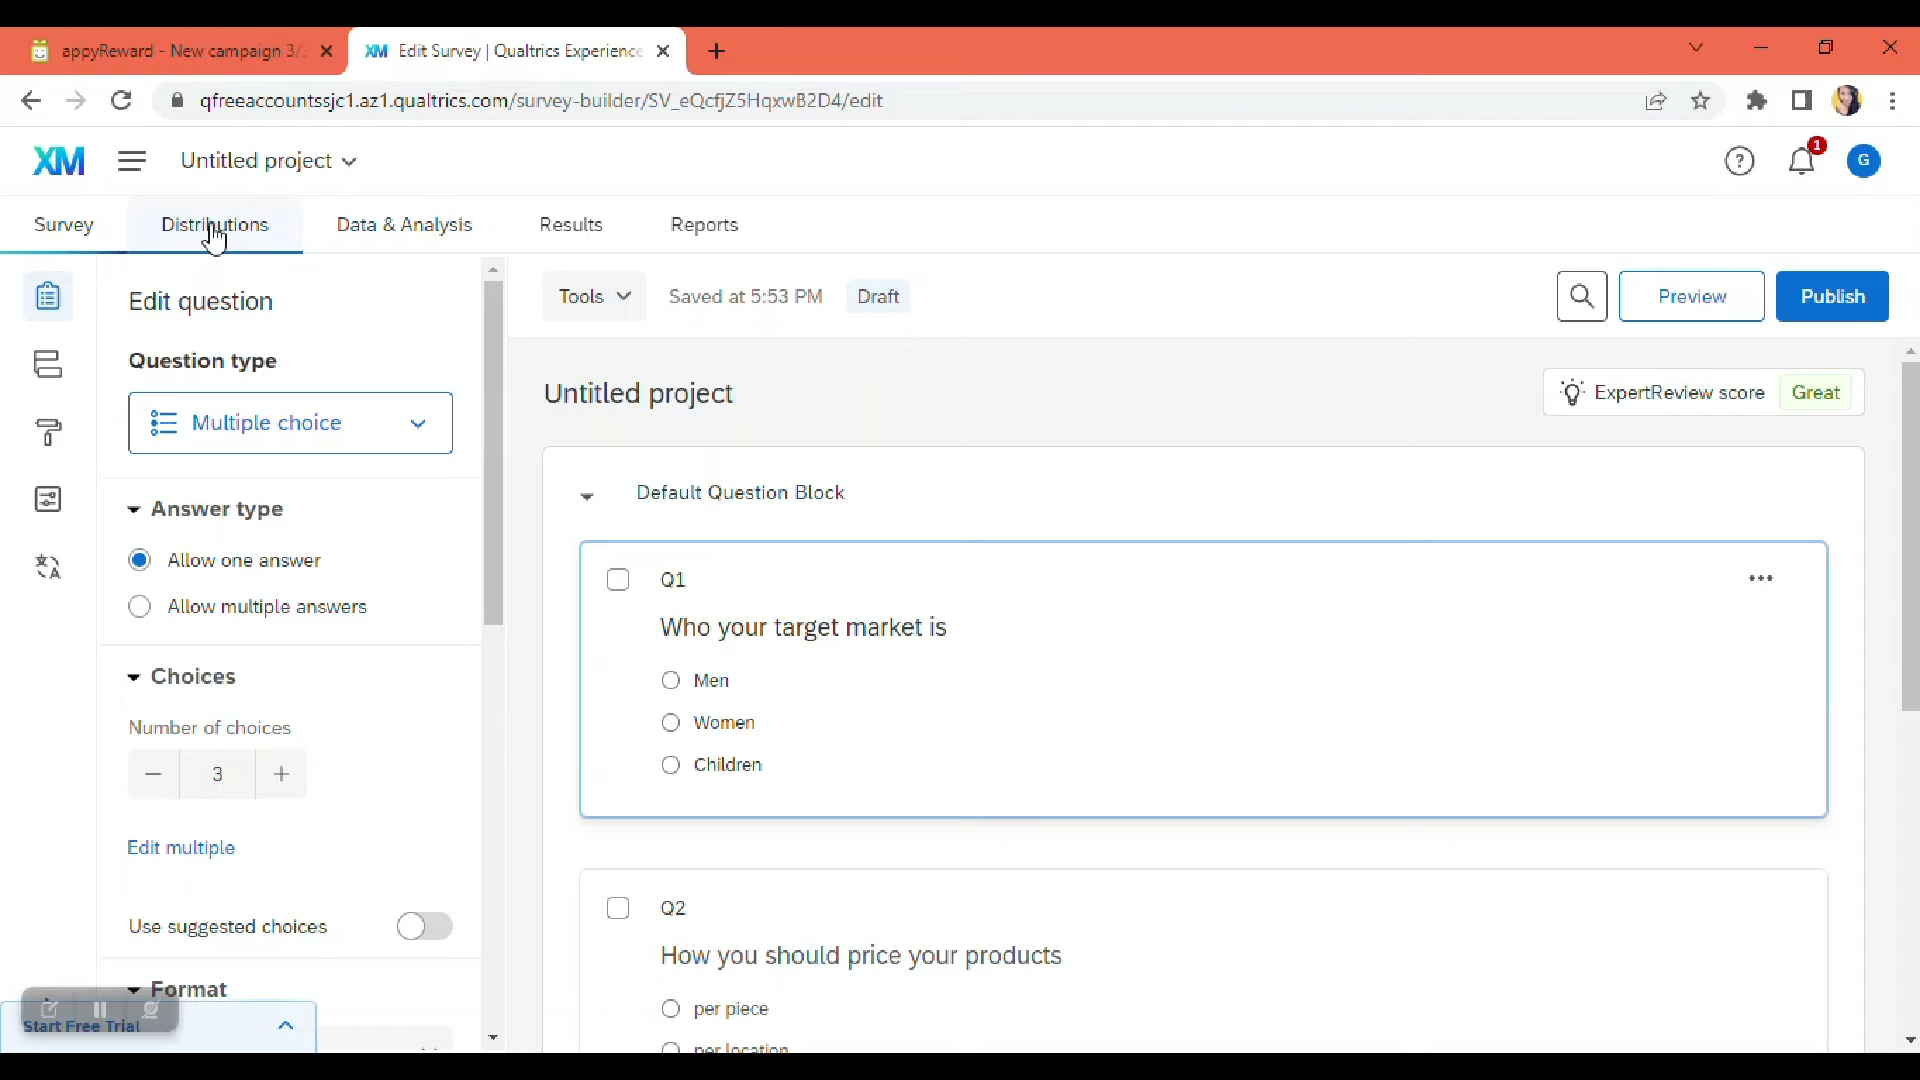 appyReward - New campaign 3/
XM Edit Survey | Qualtrics Experience
qfreeaccountssjc1.az1.qualtrics.com/survey-builder/SV_eQcfjZ5HqxwB2D4/edit
XM Untitled project
? 1 G
Survey Distributions Data & Analysis Results Reports
Edit question
Tools Saved at 5:53 PM Draft Preview Publish
Question type
Multiple choice
Untitled project
ExpertReview score Great
Default Question Block
Answer type
Allow one answer
Allow multiple answers
Q1
Who your target market is
Men
Women
Children
Choices
Number of choices
3
Edit multiple
Use suggested choices
Format
Start Free Trial
Q2
How you should price your products
per piece
per location